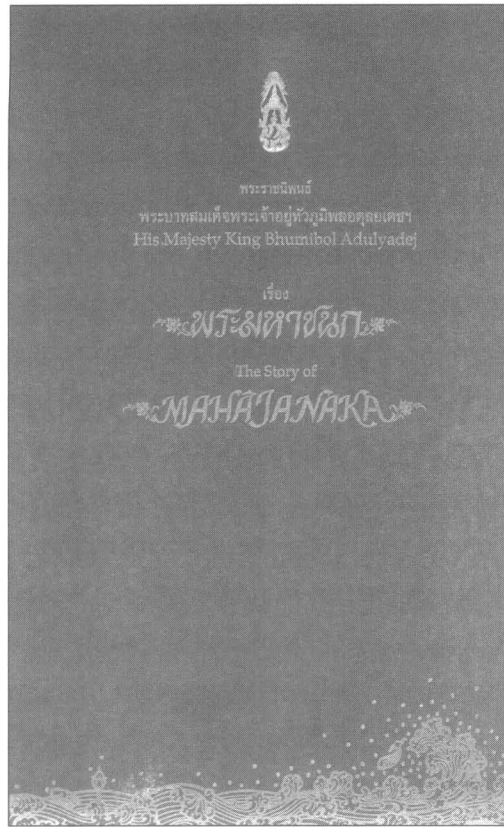 พระราชนิพนธ์
พระบาทสมเด็จพระเจ้าอยู่หัวภูมิพลอดุลยเดชฯ
His Majesty King Bhumibol Adulyadej
เรื่อง
พระมหาชนก
The Story of
MAHĀJANAKA